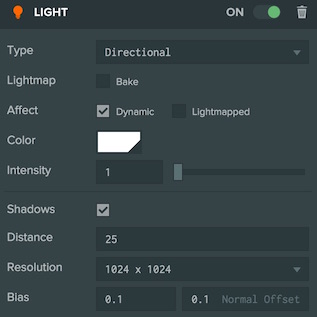 LIGHT ON
Type Directional
Lightmap Bake
Affect Dynamic Lightmapped
Color
Intensity 1
Shadows
Distance 25
Resolution 1024 x 1024
Bias 0.1 0.1 Normal Offset